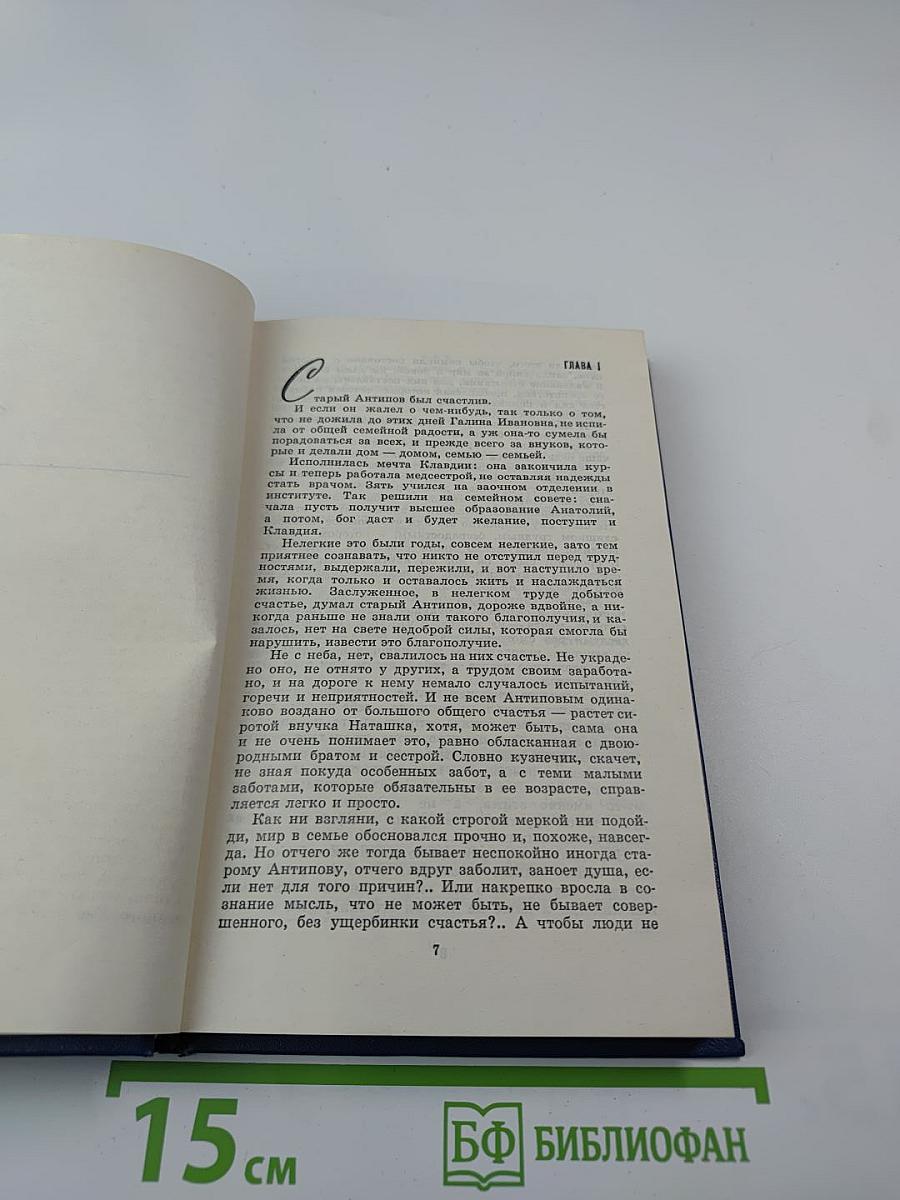 ГЛАВА I
Старый Антипов был счастлив.
И если он жалел о чем-нибудь, так только о том,
что не дожила до этих дней Галина Ивановна, не испи-
ла от общей семейной радости, а уж она-то сумела бы
порадоваться за всех, и прежде всего за внуков, кото-
рые и делали дом — домом, семью — семьей.
Исполнилась мечта Клавдии: она закончила кур-
сы и теперь работала медсестрой, не оставляя надежды
стать врачом. Зять учился на заочном отделении в
институте. Так решили на семейном совете: сна-
чала пусть получит высшее образование Анатолий,
а потом, бог даст и будет желание, поступит и
Клавдия.
Нелегкие это были годы, совсем нелегкие, зато тем
приятнее сознавать, что никто не отступил перед труд-
ностями, выдержали, пережили, и вот наступило вре-
мя, когда только и оставалось жить и наслаждаться
жизнью. Заслуженное, в нелегком труде добытое
счастье, думал старый Антипов, дороже вдвойне, а ни-
когда раньше не знали они такого благополучия, и ка-
залось, нет на свете недоброй силы, которая смогла бы
нарушить, извести это благополучие.
Не с неба, нет, свалилось на них счастье. Не украде-
но оно, не отнято у других, а трудом своим заработа-
но, и на дороге к нему немало случалось испытаний,
горечи и неприятностей. И не всем Антиповым одина-
ково воздано от большого общего счастья — растет си-
ротой внучка Наташка, хотя, может быть, сама она
и не очень понимает это, равно обласканная с двою-
родными братом и сестрой. Словно кузнечик, скачет,
не зная покуда особенных забот, а с теми малыми
заботами, которые обязательны в ее возрасте, справ-
ляется легко и просто.
Как ни взгляни, с какой строгой меркой ни подой-
ди, мир в семье обосновался прочно и, похоже, навсег-
да. Но отчего же тогда бывает неспокойно иногда ста-
рому Антипову, отчего вдруг заболит, заноет душа, ес-
ли нет для того причин?.. Или накрепко вросла в со-
знание мысль, что не может быть, не бывает совер-
шенного, без ущербинки счастья?.. А чтобы люди не
7
15 см
БФ БИБЛИОФАН